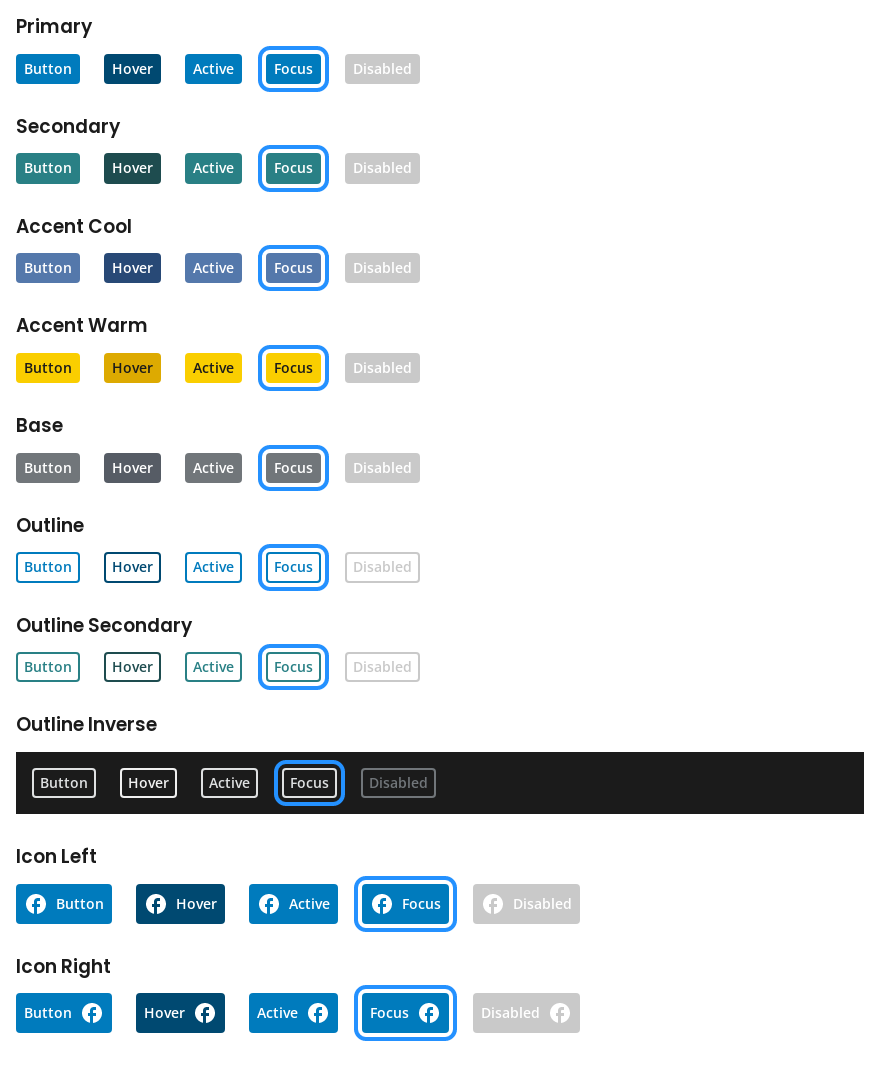 Primary
Button Hover Active Focus Disabled
Secondary
Button Hover Active Focus Disabled
Accent Cool
Button Hover Active Focus Disabled
Accent Warm
Button Hover Active Focus Disabled
Base
Button Hover Active Focus Disabled
Outline
Button Hover Active Focus Disabled
Outline Secondary
Button Hover Active Focus Disabled
Outline Inverse
Button Hover Active Focus Disabled
Icon Left
Button Hover Active Focus Disabled
Icon Right
Button Hover Active Focus Disabled